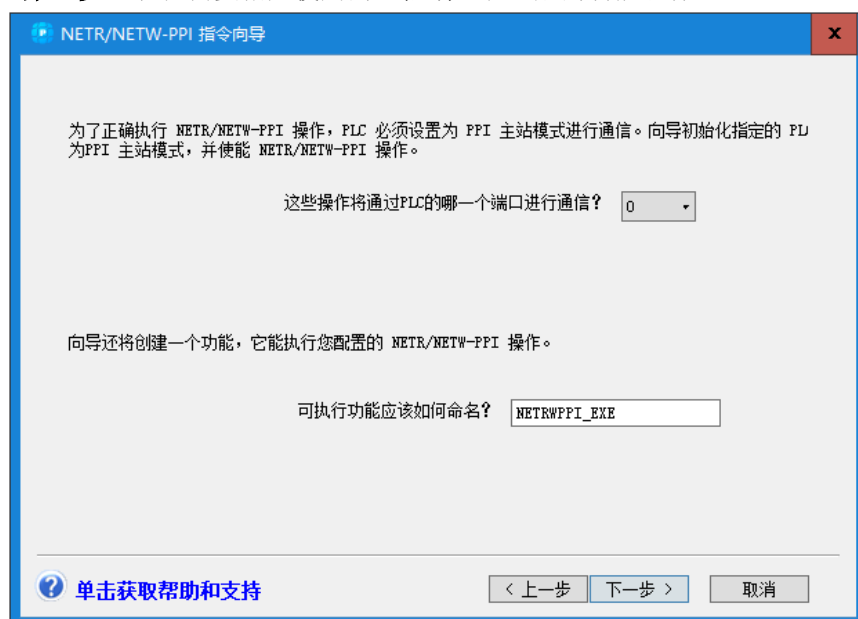 NETR/NETW-PPI 指令向导
x
为了正确执行 NETR/NETW-PPI 操作，PLC 必须设置为 PPI 主站模式进行通信。向导初始化指定的 PL
为PPI 主站模式，并使能 NETR/NETW-PPI 操作。
这些操作将通过PLC的哪一个端口进行通信？ 0
向导还将创建一个功能，它能执行您配置的 NETR/NETW-PPI 操作。
可执行功能应该如何命名？ NETRWPPI_EXE
单击获取帮助和支持 < 上一步 下一步 > 取消